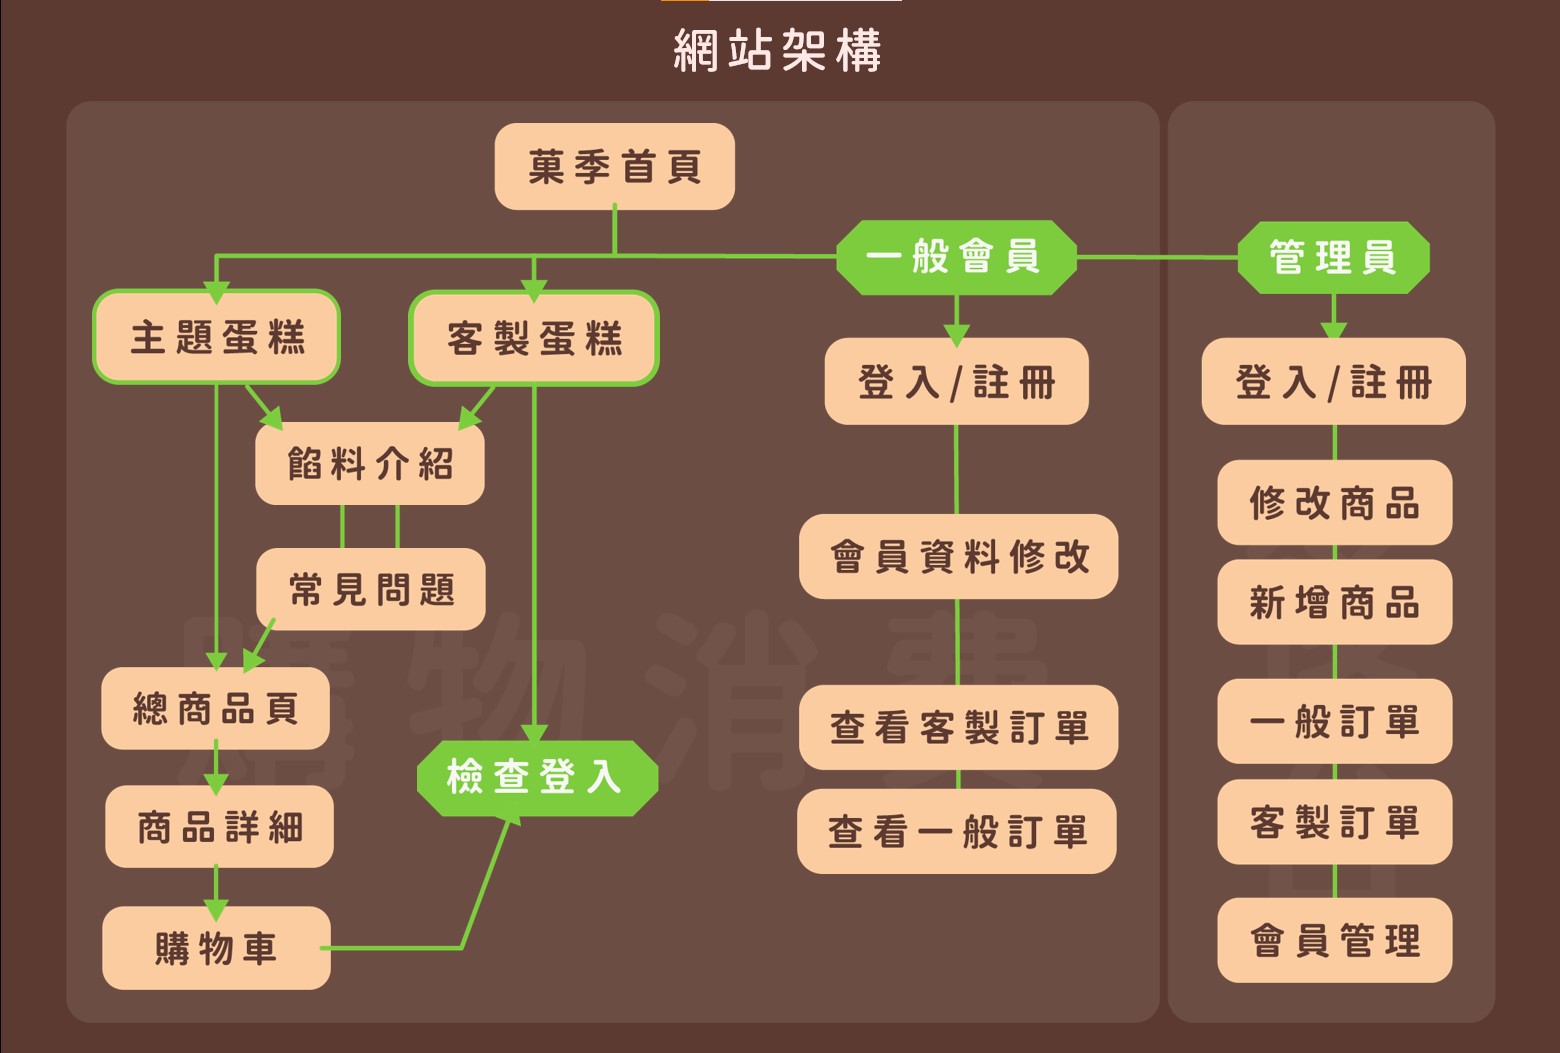 網站架構
菓季首頁
一般會員
管理員
主題蛋糕
客製蛋糕
登入/註冊
登入/註冊
餡料介紹
修改商品
會員資料修改
常見問題
新增商品
購物消費
總商品頁
查看客製訂單
一般訂單
檢查登入
商品詳細
查看一般訂單
客製訂單
購物車
會員管理